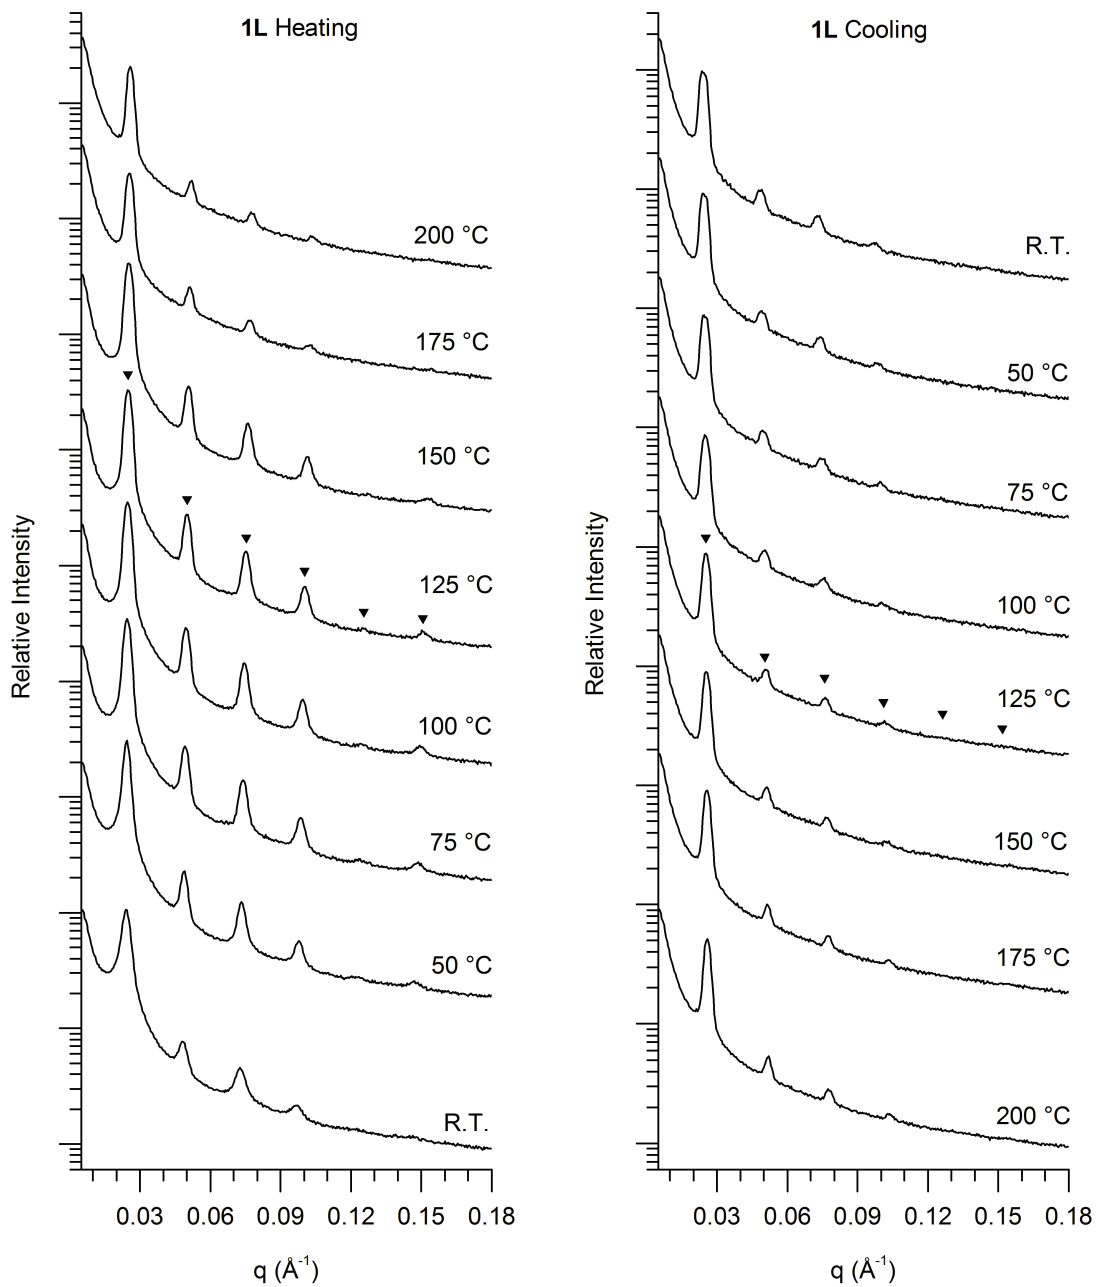 1L Heating
200 °C
175 °C
150 °C
125 °C
100 °C
75 °C
50 °C
R.T.
Relative Intensity
0.03 0.06 0.09 0.12 0.15 0.18
q (Å-1)
1L Cooling
R.T.
50 °C
75 °C
100 °C
125 °C
150 °C
175 °C
200 °C
Relative Intensity
0.03 0.06 0.09 0.12 0.15 0.18
q (Å-1)